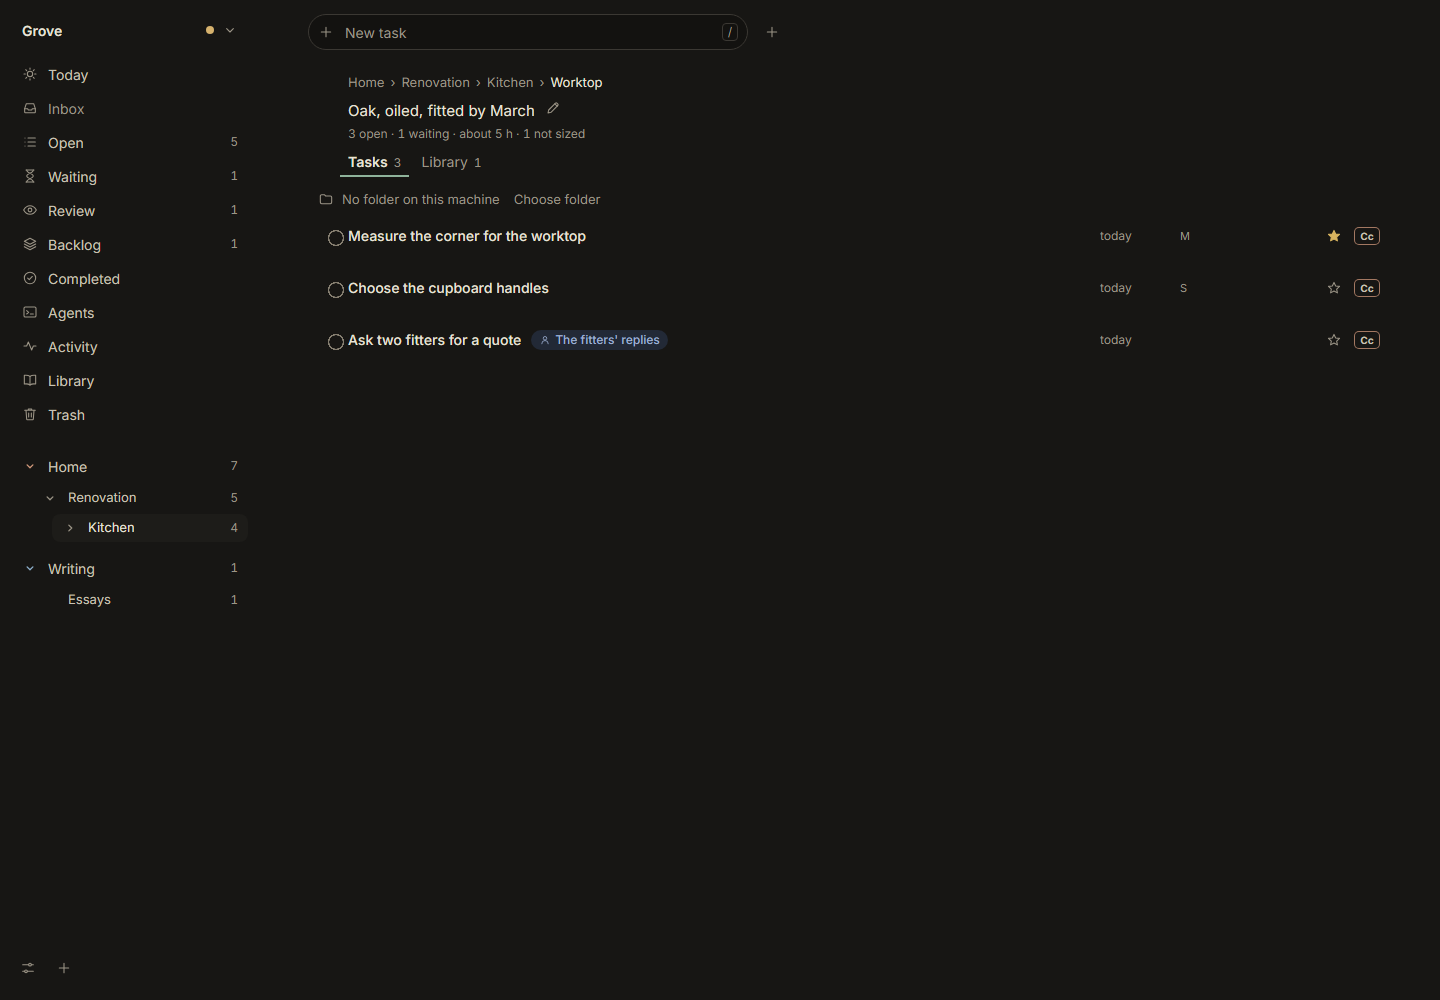 Grove
Today
Inbox
Open 5
Waiting 1
Review 1
Backlog 1
Completed
Agents
Activity
Library
Trash
Home 7
Renovation 5
Kitchen 4
Writing 1
Essays 1
New task /
Home › Renovation › Kitchen › Worktop
Oak, oiled, fitted by March
3 open · 1 waiting · about 5 h · 1 not sized
Tasks 3 Library 1
No folder on this machine Choose folder
Measure the corner for the worktop today M Cc
Choose the cupboard handles today S Cc
Ask two fitters for a quote The fitters' replies today Cc